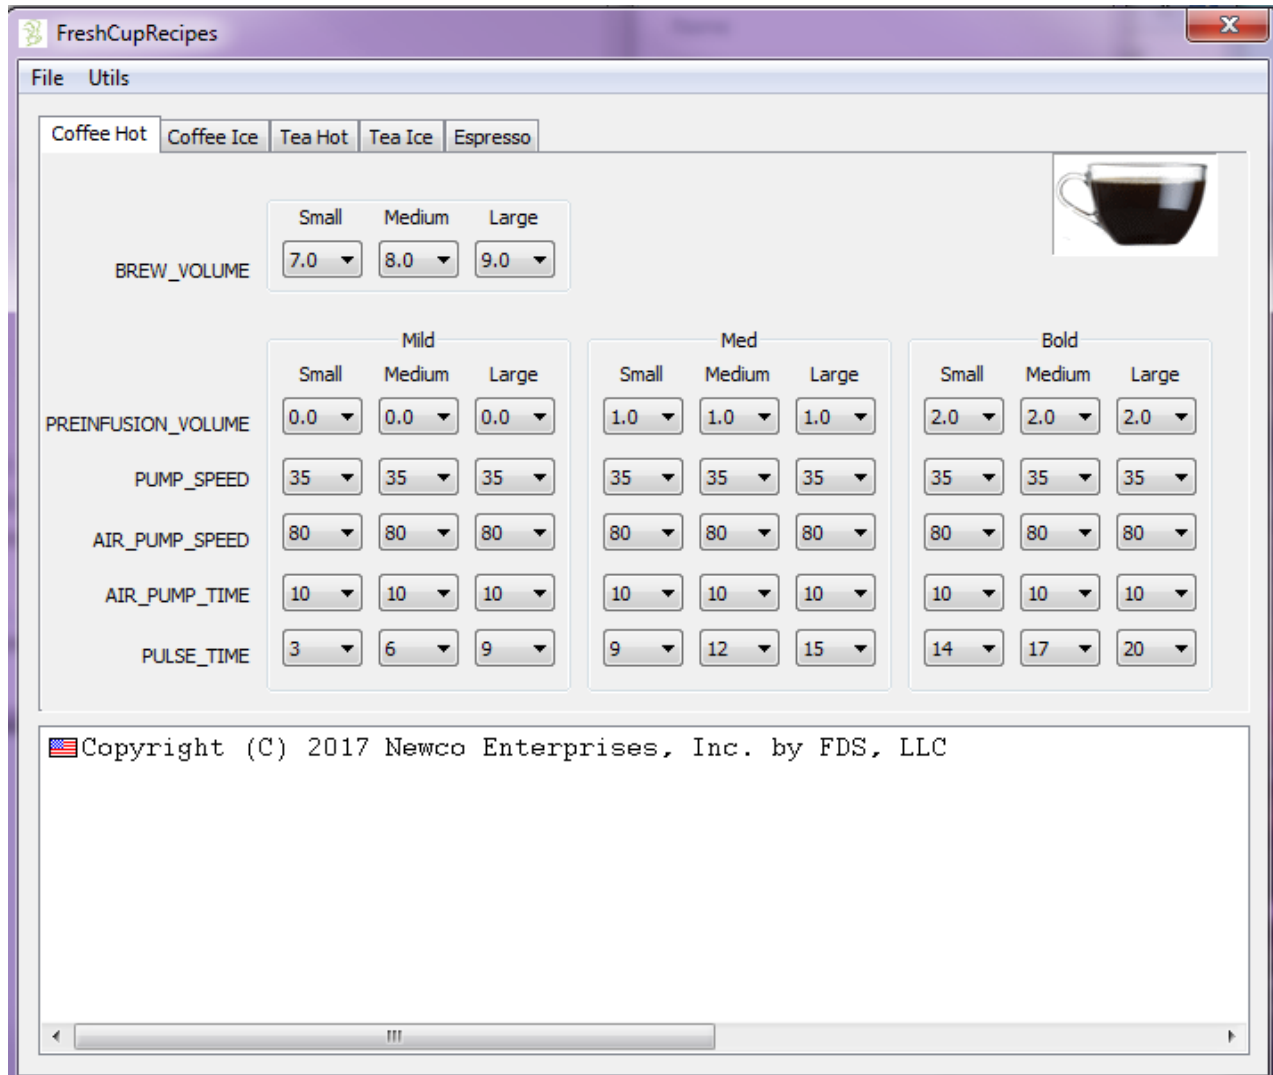 FreshCupRecipes
File Utils
Coffee Hot Coffee Ice Tea Hot Tea Ice Espresso
Small Medium Large
BREW_VOLUME 7.0 8.0 9.0
Mild Med Bold
Small Medium Large Small Medium Large Small Medium Large
PREINFUSION_VOLUME 0.0 0.0 0.0 1.0 1.0 1.0 2.0 2.0 2.0
PUMP_SPEED 35 35 35 35 35 35 35 35 35
AIR_PUMP_SPEED 80 80 80 80 80 80 80 80 80
AIR_PUMP_TIME 10 10 10 10 10 10 10 10 10
PULSE_TIME 3 6 9 9 12 15 14 17 20
Copyright (C) 2017 Newco Enterprises, Inc. by FDS, LLC